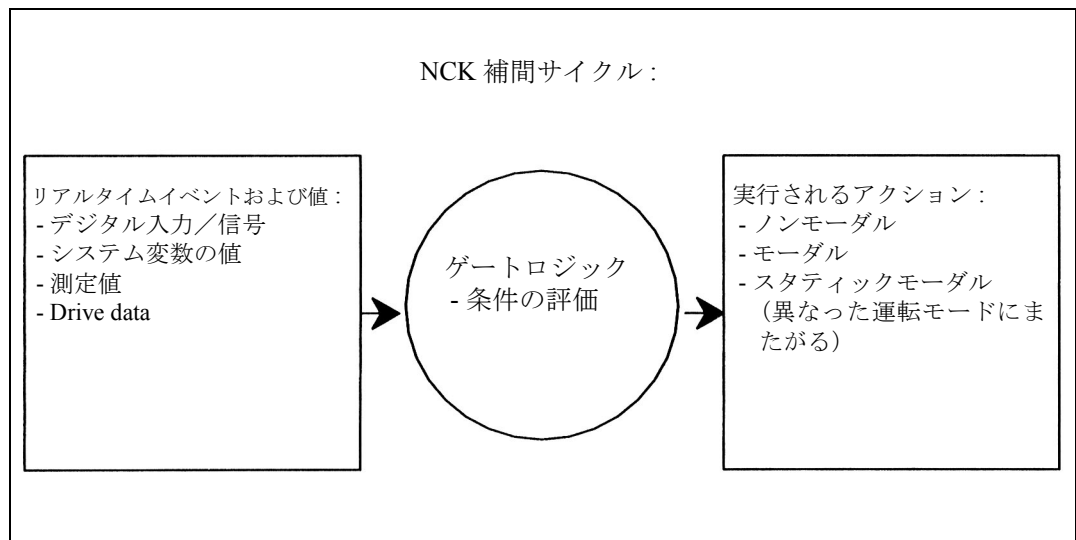 NCK 補間サイクル :
リアルタイムイベントおよび値 :
- デジタル入力／信号
- システム変数の値
- 測定値
- Drive data
ゲートロジック
- 条件の評価
実行されるアクション :
- ノンモーダル
- モーダル
- スタティックモーダル
（異なった運転モードにま
たがる）